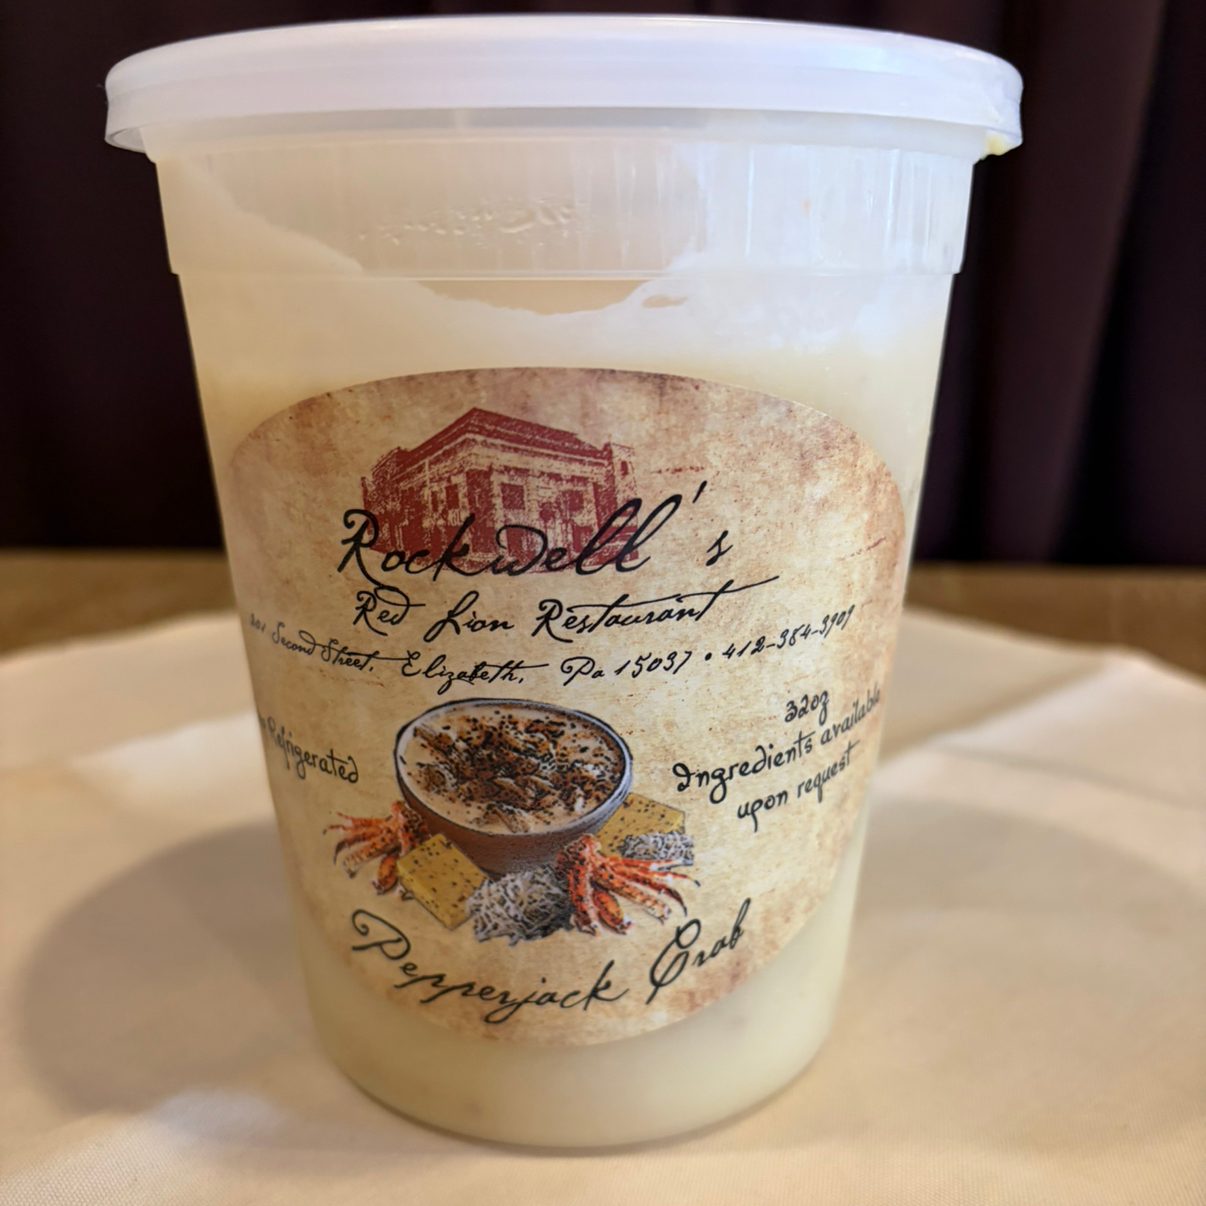 Rockwell's
Red Lion Restaurant
201 Second Street, Elizabeth, Pa 15037 • 412-384-3909
Refrigerated
32oz
Ingredients available
upon request
Pepperjack Crab